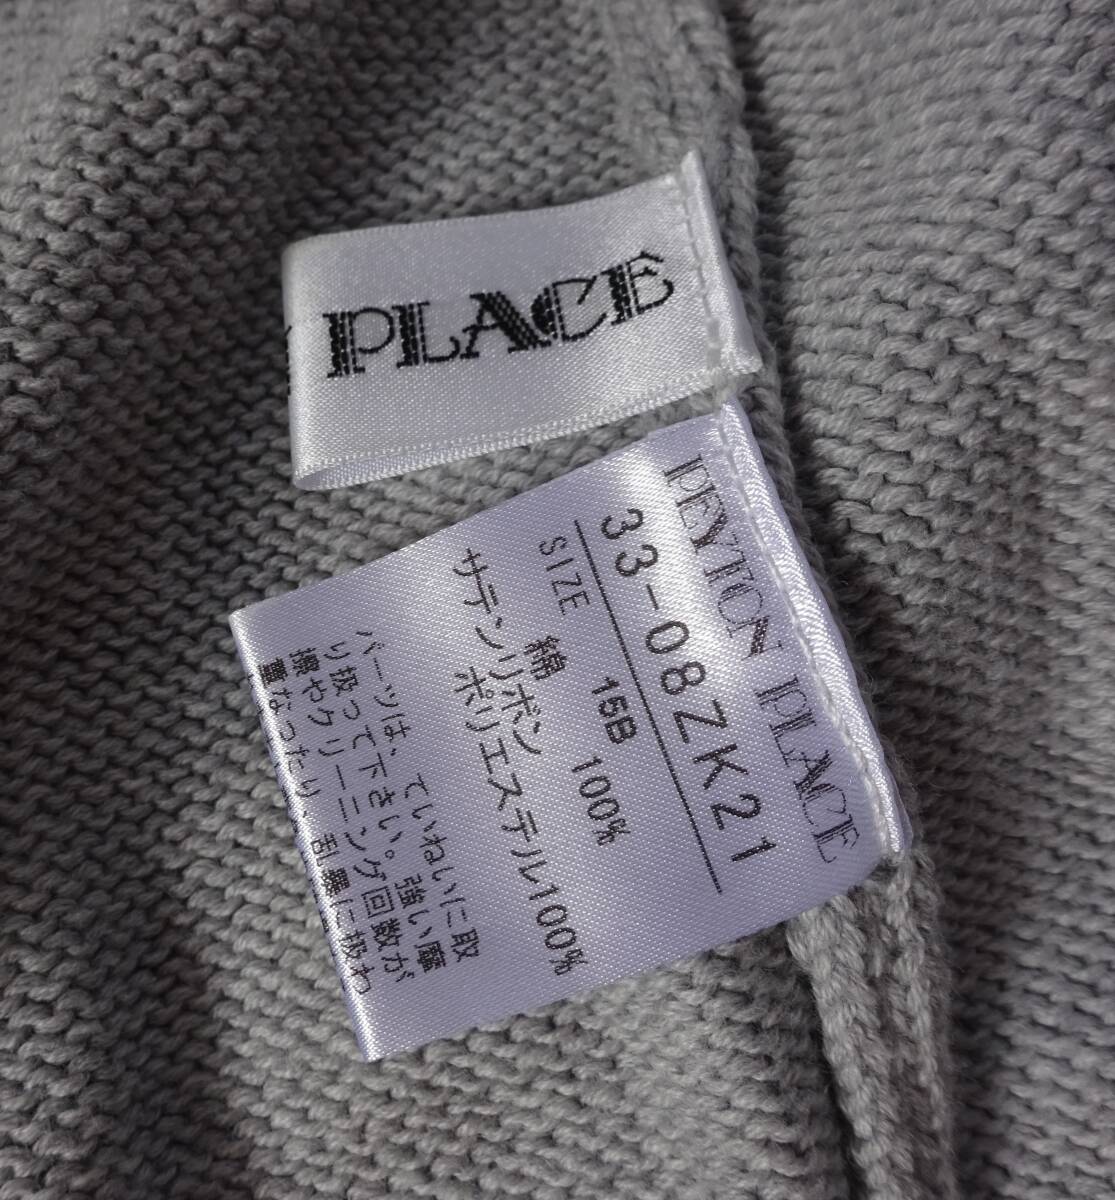 PLACE
PEYTON PLACE
33-08ZK21
SIZE 15B
綿 100%
サテンリボン
ポリエステル100%
パーツは、ていねいに取
り扱って下さい。強い摩
擦やクリーニング回数が
重なったり、乱暴に扱わ